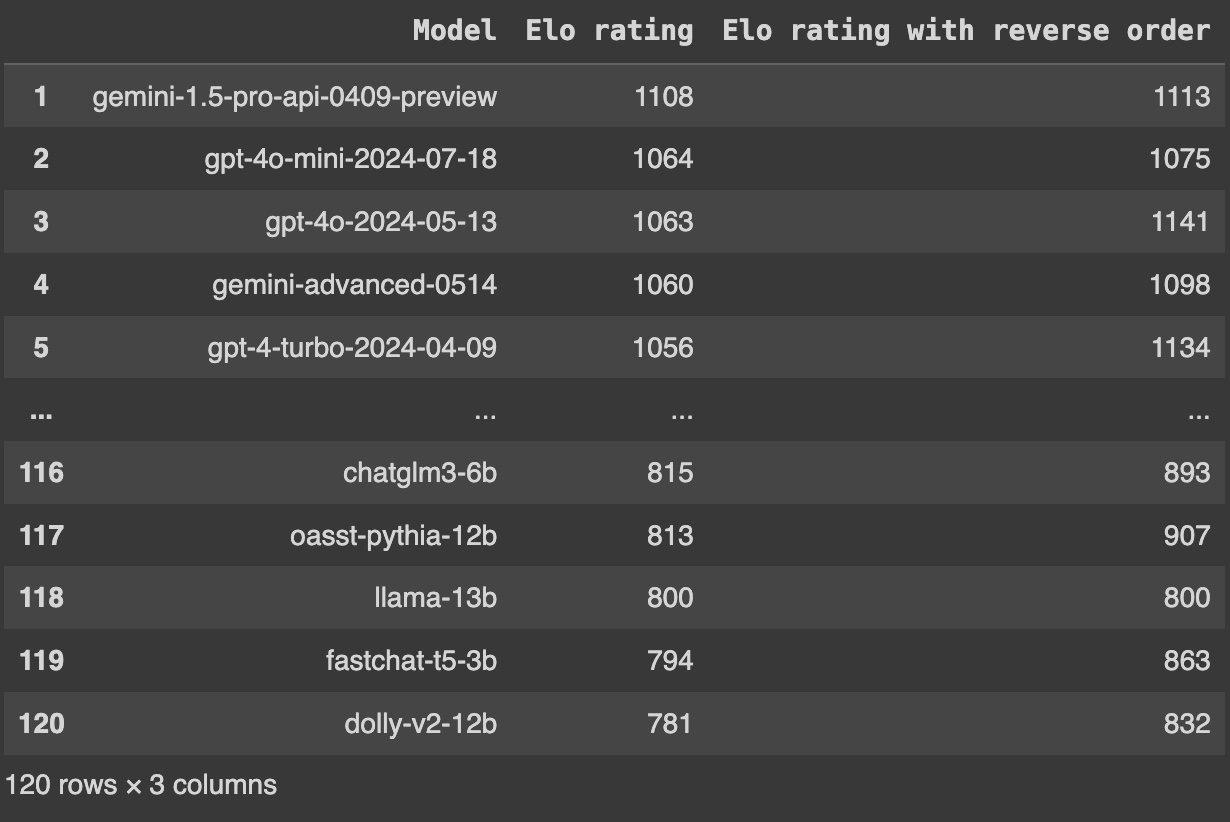 Model Elo rating Elo rating with reverse order
1 gemini-1.5-pro-api-0409-preview 1108 1113
2 gpt-4o-mini-2024-07-18 1064 1075
3 gpt-4o-2024-05-13 1063 1141
4 gemini-advanced-0514 1060 1098
5 gpt-4-turbo-2024-04-09 1056 1134
... ... ... ...
116 chatglm3-6b 815 893
117 oasst-pythia-12b 813 907
118 llama-13b 800 800
119 fastchat-t5-3b 794 863
120 dolly-v2-12b 781 832
120 rows × 3 columns